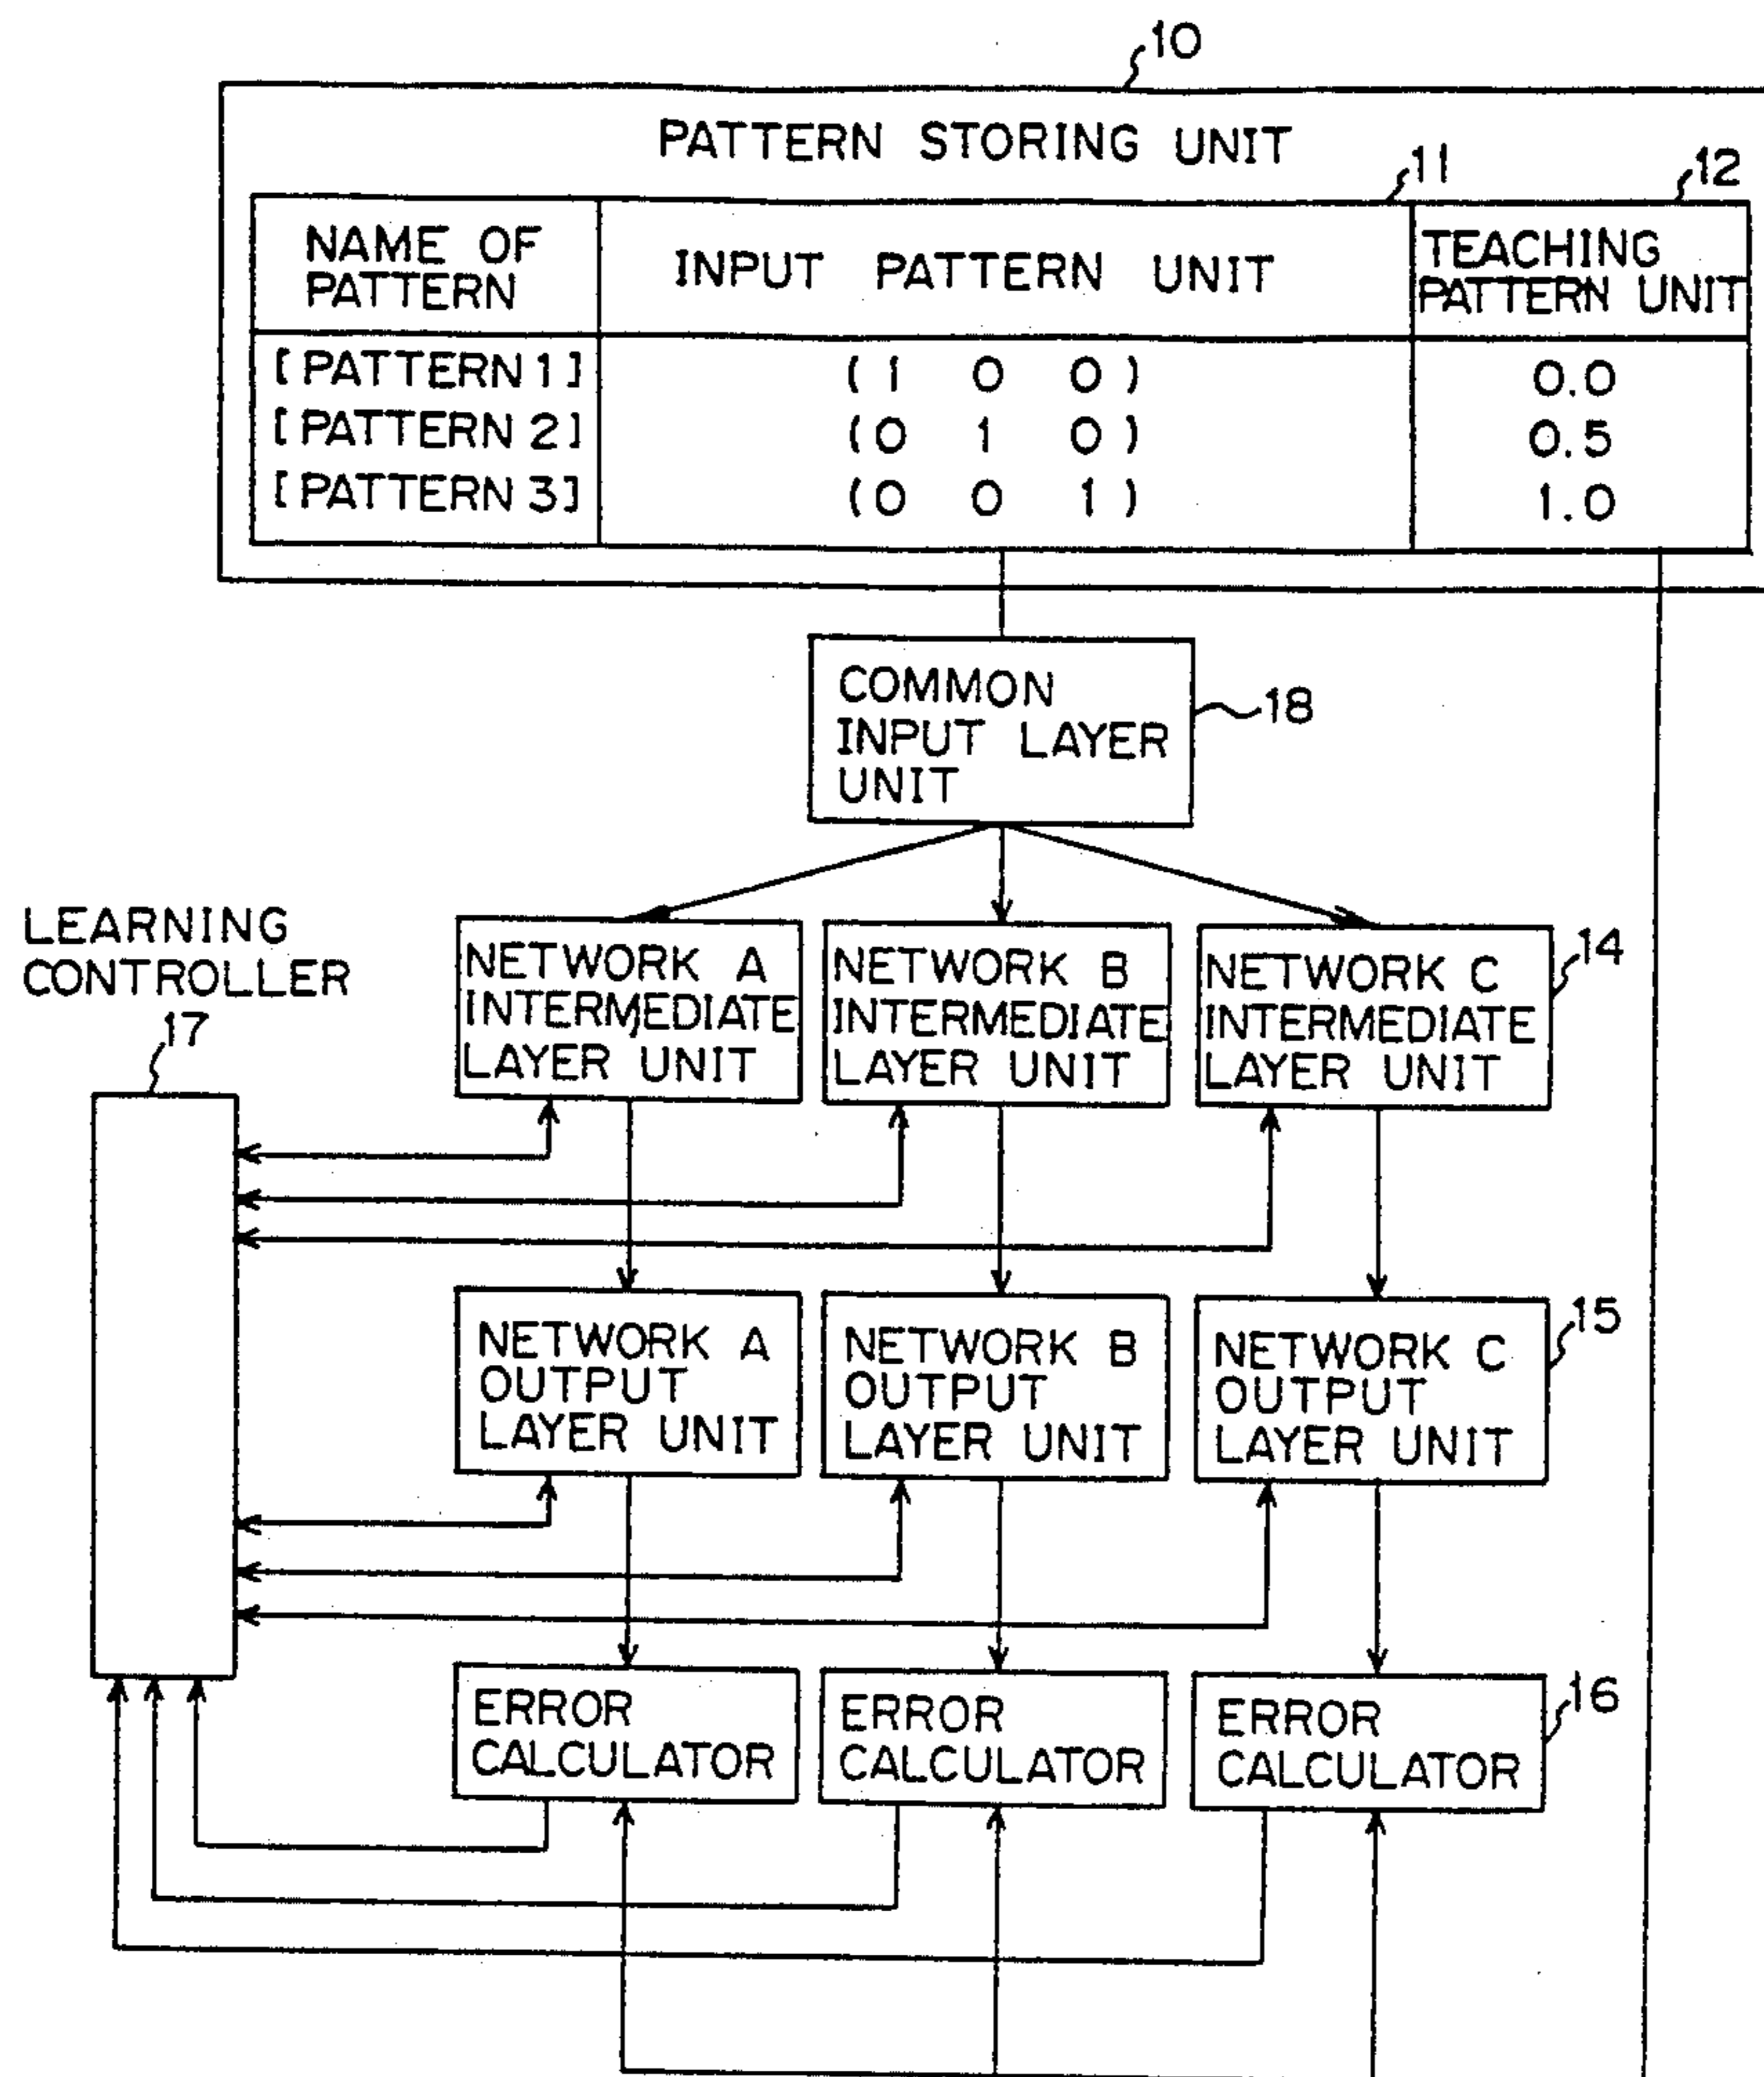 10
PATTERN STORING UNIT
11
12
NAME OF
PATTERN
INPUT PATTERN UNIT
TEACHING
PATTERN UNIT
[PATTERN 1] (1 0 0) 0.0
[PATTERN 2] (0 1 0) 0.5
[PATTERN 3] (0 0 1) 1.0
COMMON
INPUT LAYER
UNIT
18
LEARNING
CONTROLLER
17
NETWORK A
INTERMEDIATE
LAYER UNIT
NETWORK B
INTERMEDIATE
LAYER UNIT
NETWORK C
INTERMEDIATE
LAYER UNIT
14
NETWORK A
OUTPUT
LAYER UNIT
NETWORK B
OUTPUT
LAYER UNIT
NETWORK C
OUTPUT
LAYER UNIT
15
ERROR
CALCULATOR
ERROR
CALCULATOR
ERROR
CALCULATOR
16